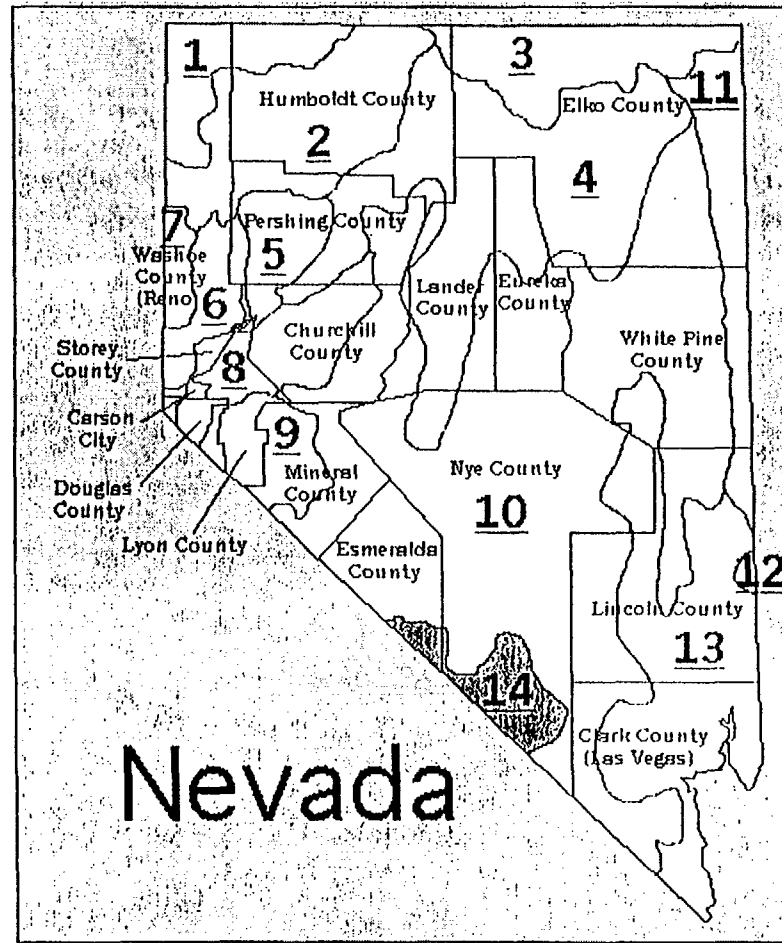 1
3
Humboldt County
Elko County
11
2
4
7
Pershing County
Washoe
County
(Reno)
5
Lander
County
Eureka
County
6
Churchill
County
White Pine
County
Storey
County
8
Carson
City
9
Mineral
County
Nye County
10
Douglas
County
Lyon County
Esmeralda
County
12
Lincoln County
13
14
Clark County
(Las Vegas)
Nevada